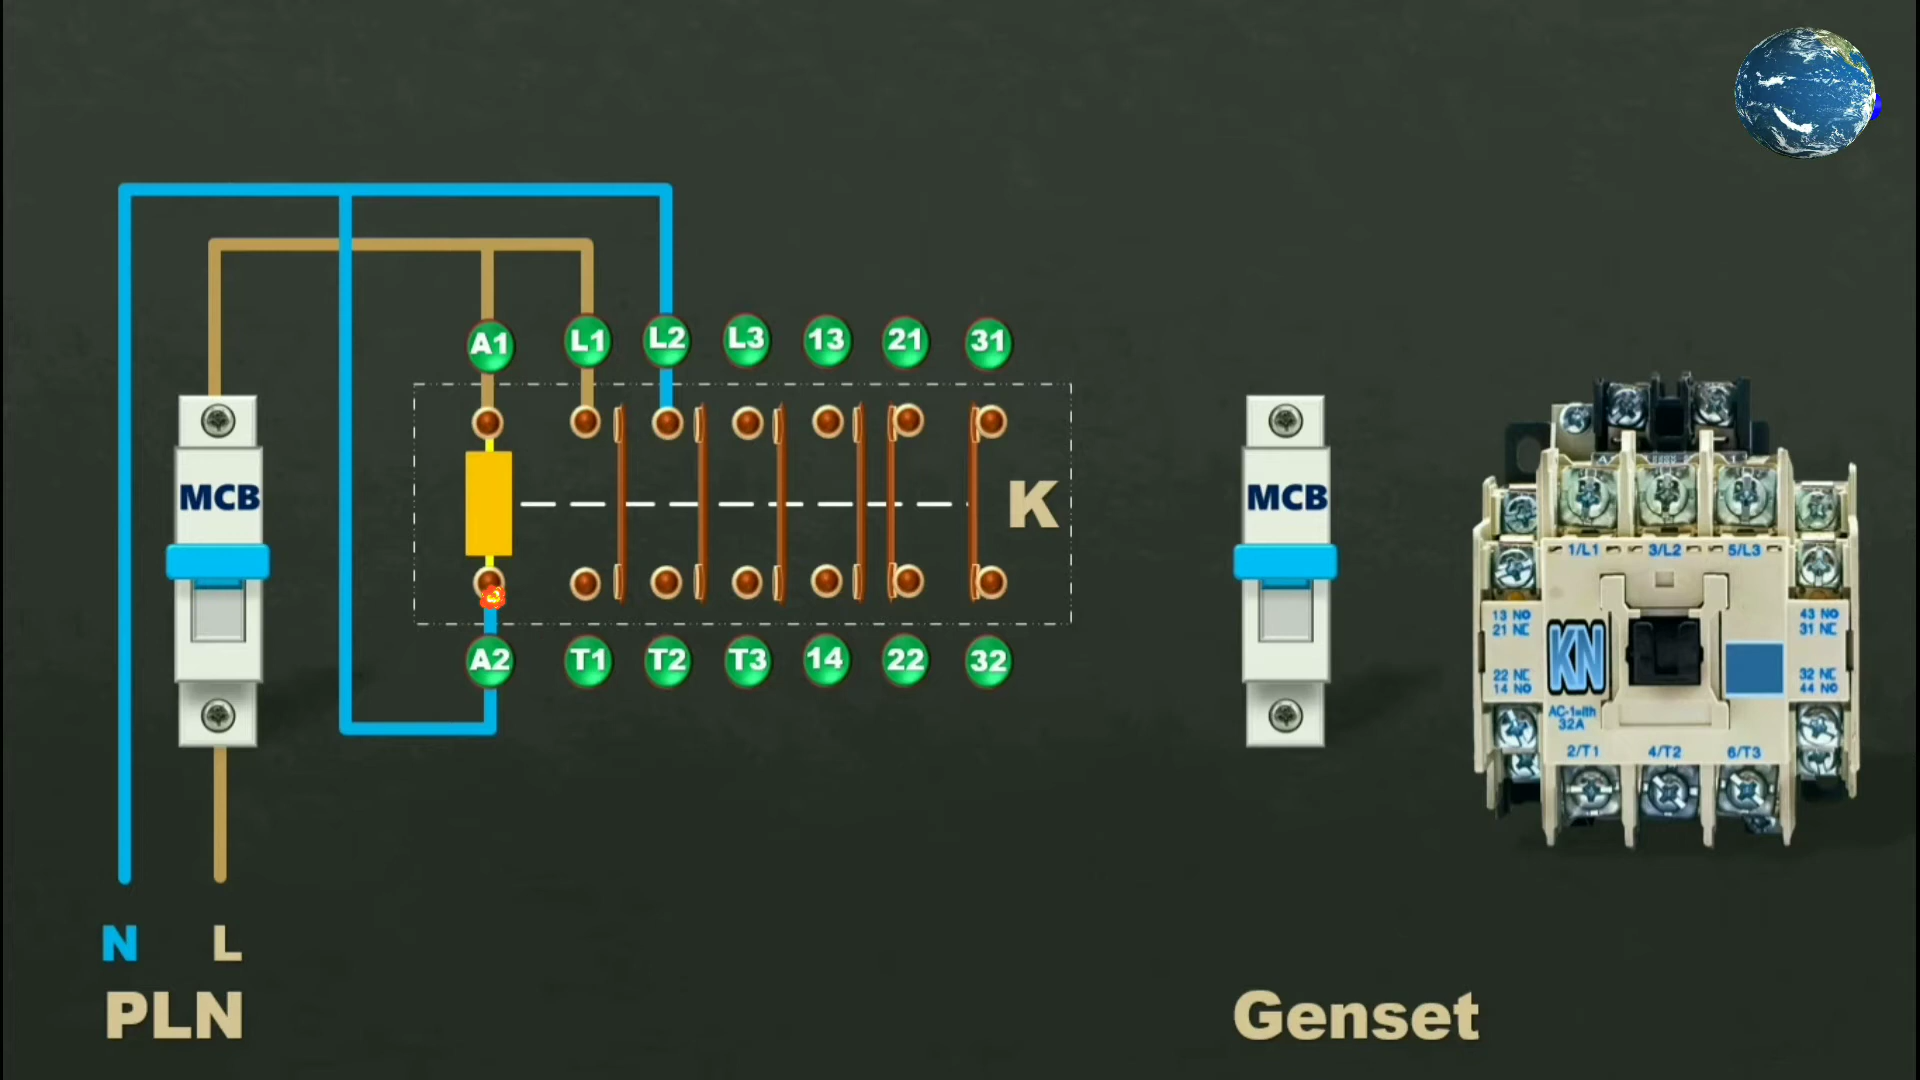 A1 L1 L2 L3 13 21 31
MCB
K
A2 T1 T2 T3 14 22 32
N L
PLN
MCB
Genset
1/L1 3/L2 5/L3
13 NO
21 NC
43 NO
31 NC
KN
22 NC
14 NO
32 NC
44 NO
AC-1=Ith
32A
2/T1 4/T2 6/T3